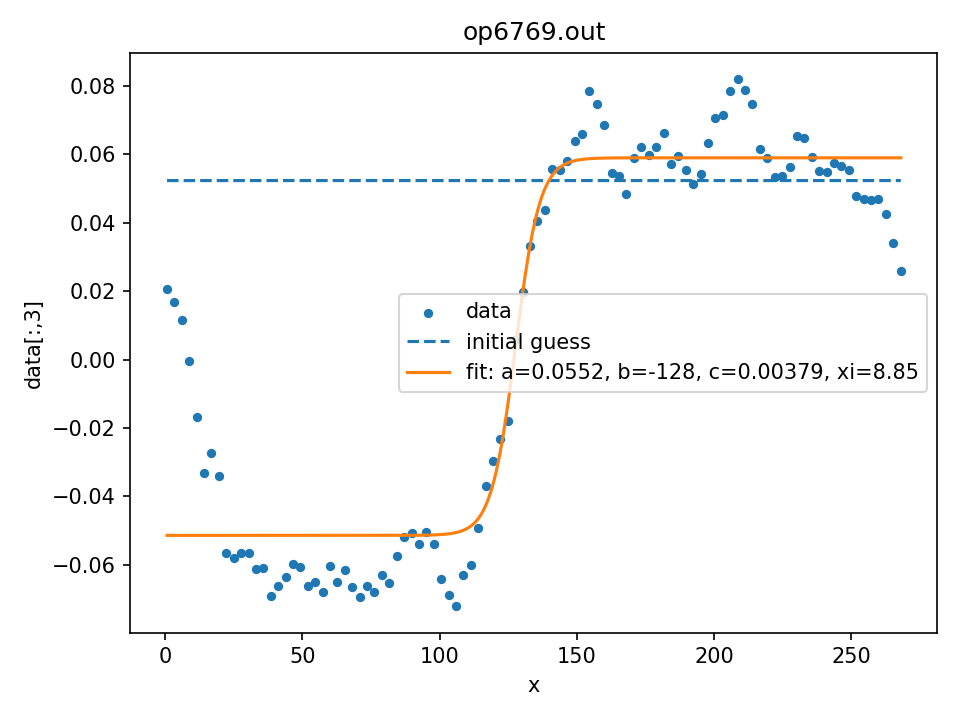 op6769.out
0.08
0.06
0.04
0.02
0.00
−0.02
−0.04
−0.06
data[:,3]
data
initial guess
fit: a=0.0552, b=-128, c=0.00379, xi=8.85
0 50 100 150 200 250
x